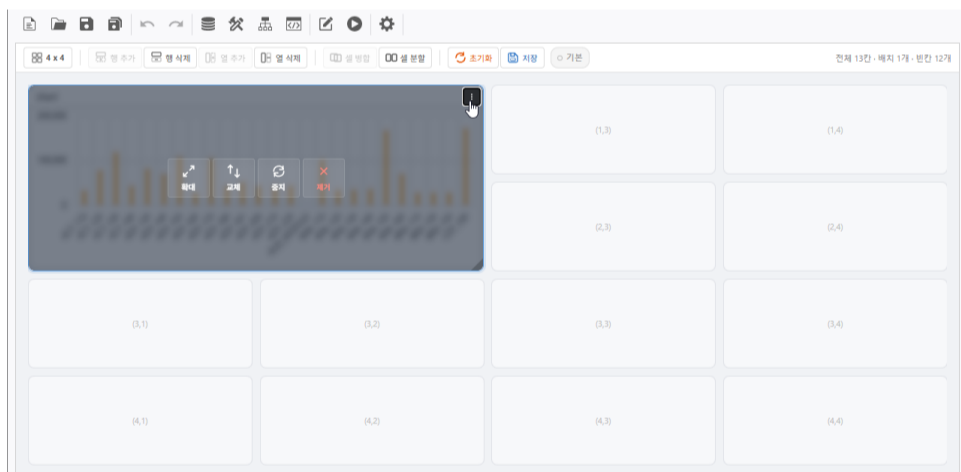 4 x 4 행 추가 행 삭제 열 추가 열 삭제 셀 병합 셀 분할 초기화 저장 기본 전체 13칸 · 배치 1개 · 빈칸 12개
확대 교체 중지 제거
(1,3) (1,4)
(2,3) (2,4)
(3,1) (3,2) (3,3) (3,4)
(4,1) (4,2) (4,3) (4,4)